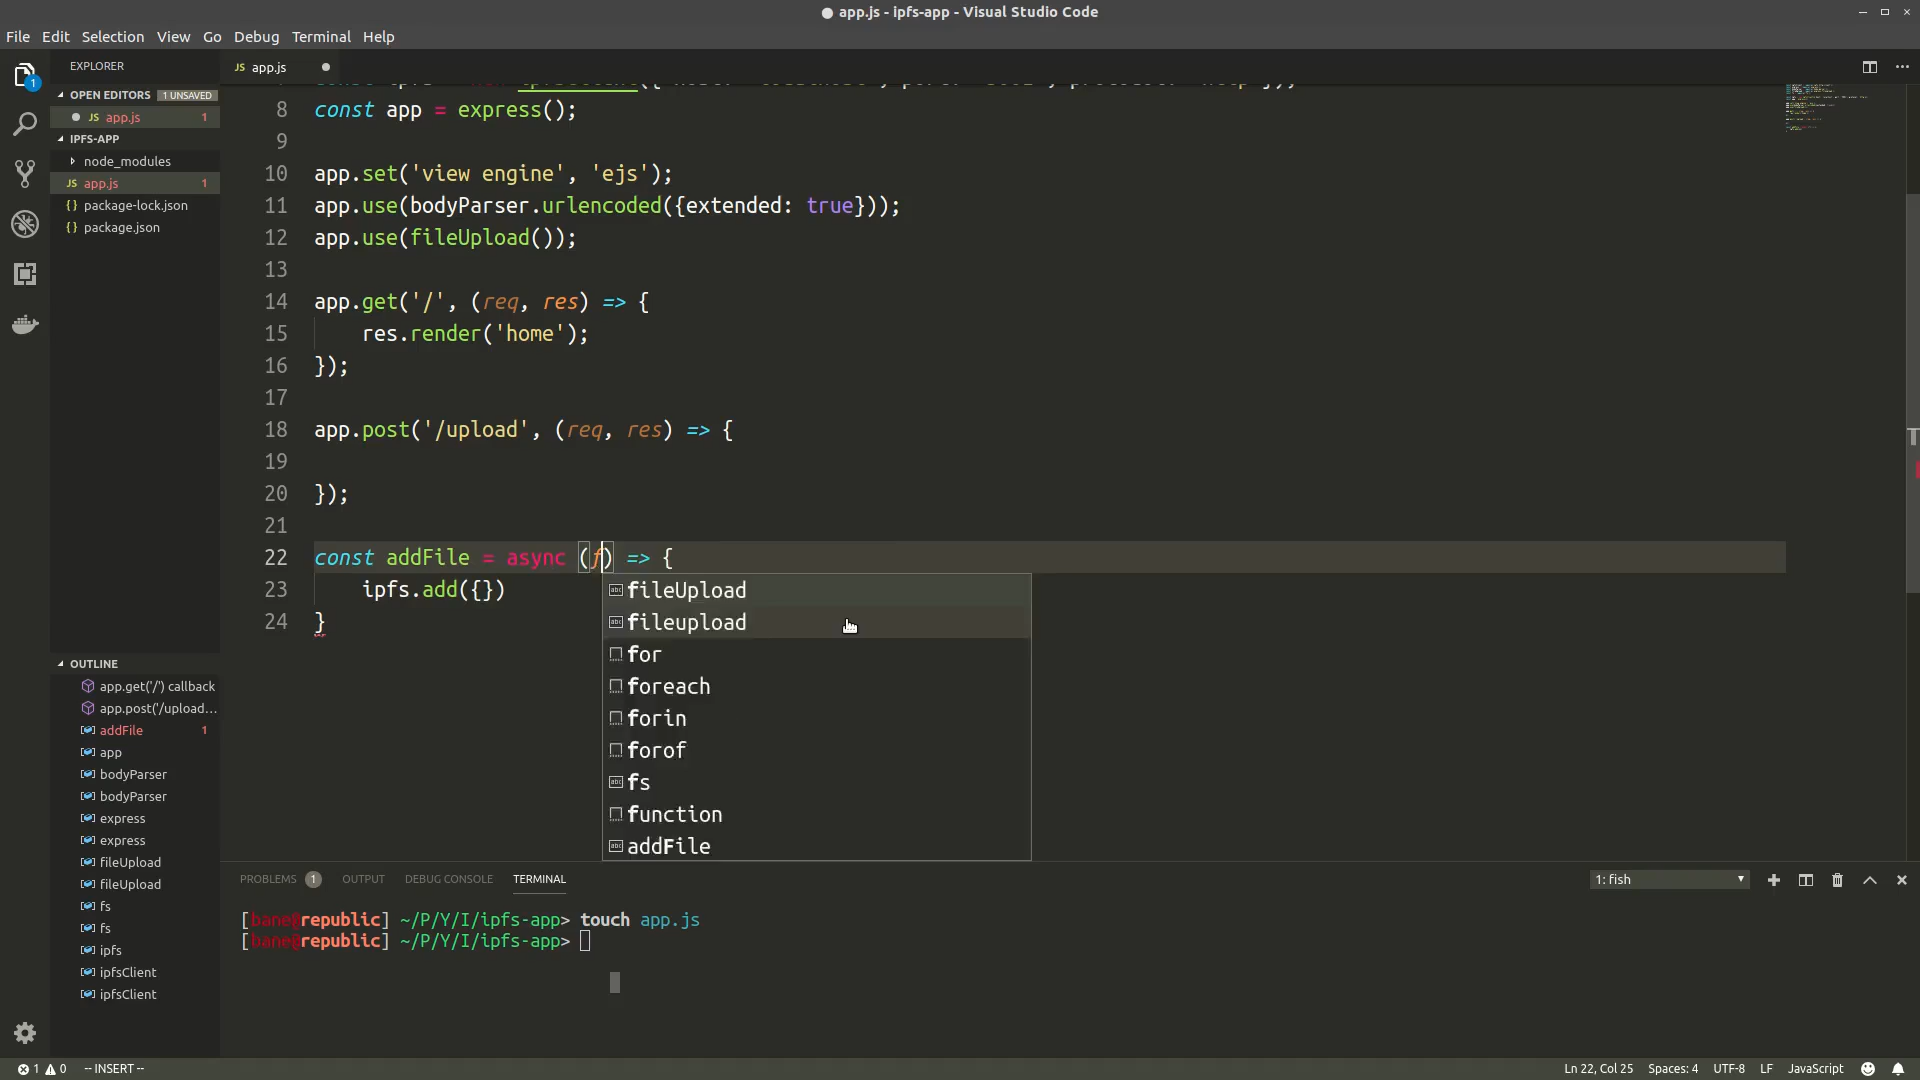 app.js - ipfs-app - Visual Studio Code
File Edit Selection View Go Debug Terminal Help
1
EXPLORER
OPEN EDITORS 1 UNSAVED
JS app.js 1
IPFS-APP
node_modules
JS app.js 1
{} package-lock.json
{} package.json
OUTLINE
app.get('/') callback
app.post('/upload...
addFile 1
app
bodyParser
bodyParser
express
express
fileUpload
fileUpload
fs
fs
ipfs
ipfsClient
ipfsClient
JS app.js
8 const app = express();
9
10 app.set('view engine', 'ejs');
11 app.use(bodyParser.urlencoded({extended: true}));
12 app.use(fileUpload());
13
14 app.get('/', (req, res) => {
15 res.render('home');
16 });
17
18 app.post('/upload', (req, res) => {
19
20 });
21
22 const addFile = async (f) => {
23 ipfs.add({})
24 }
fileUpload
fileupload
for
foreach
forin
forof
fs
function
addFile
PROBLEMS 1 OUTPUT DEBUG CONSOLE TERMINAL 1: fish
[bane@republic] ~/P/Y/I/ipfs-app> touch app.js
[bane@republic] ~/P/Y/I/ipfs-app>
1 0 -- INSERT -- Ln 22, Col 25 Spaces: 4 UTF-8 LF JavaScript